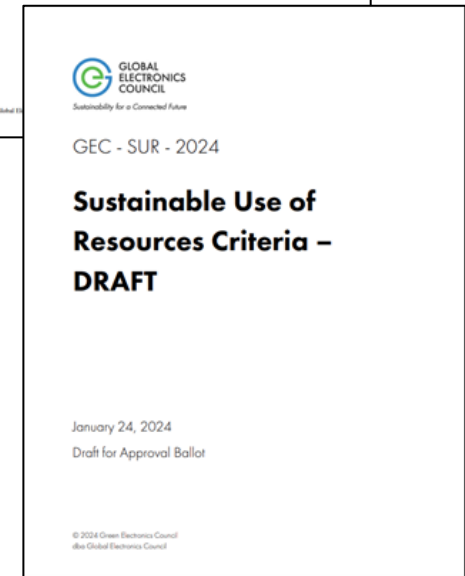 GLOBAL
ELECTRONICS
COUNCIL
Sustainability for a Connected Future
GEC - SUR - 2024
Sustainable Use of
Resources Criteria –
DRAFT
January 24, 2024
Draft for Approval Ballot
© 2024 Green Electronics Council
dba Global Electronics Council